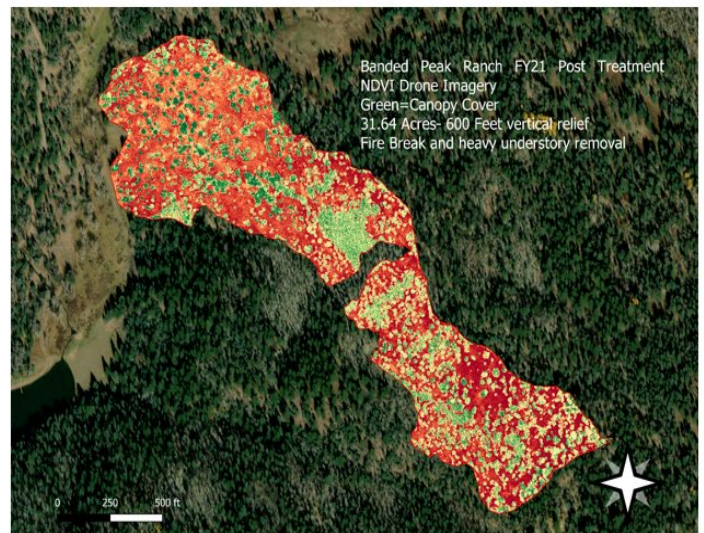 Banded Peak Ranch FY21 Post Treatment
NDVI Drone Imagery
Green=Canopy Cover
31.64 Acres- 600 Feet vertical relief
Fire Break and heavy understory removal
0 250 500 ft